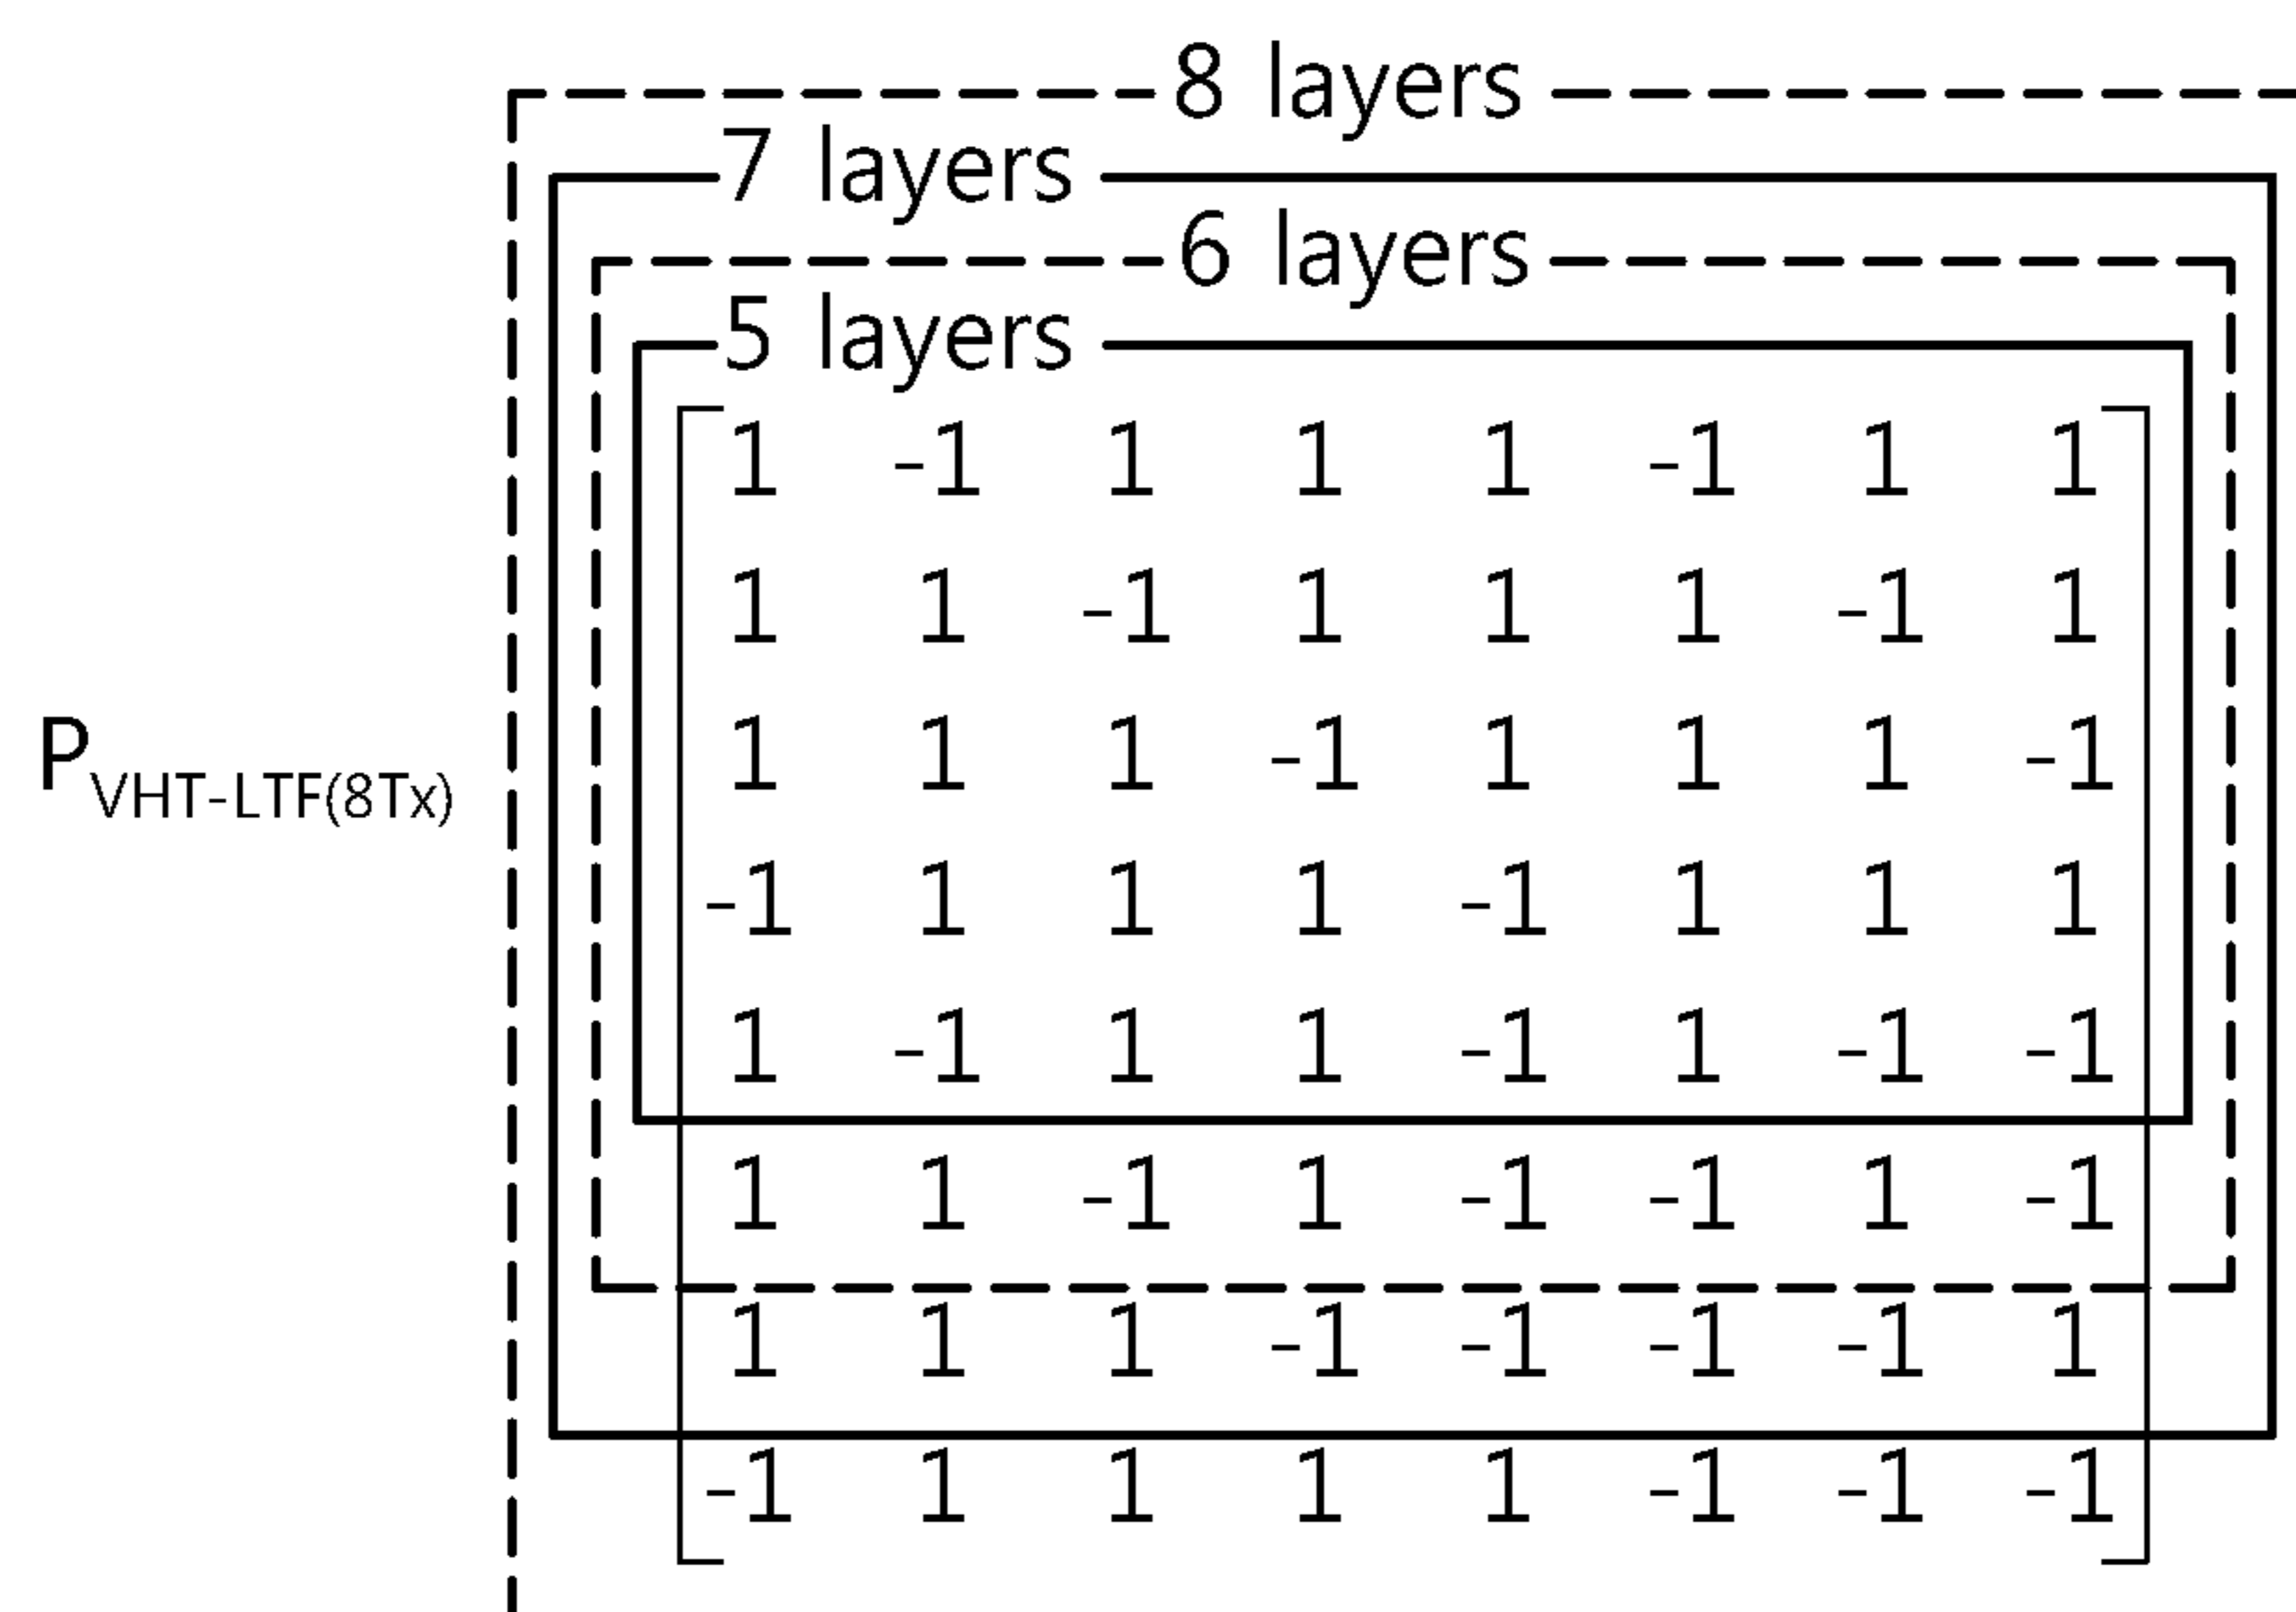 8 layers
7 layers
6 layers
5 layers
1 -1 1 1 1 -1 1 1
1 1 -1 1 1 1 -1 1
1 1 1 -1 1 1 1 -1
P VHT-LTF(8Tx)
-1 1 1 1 -1 1 1 1
1 -1 1 1 -1 1 -1 -1
1 1 -1 1 -1 -1 1 -1
1 1 1 -1 -1 -1 -1 1
-1 1 1 1 1 -1 -1 -1